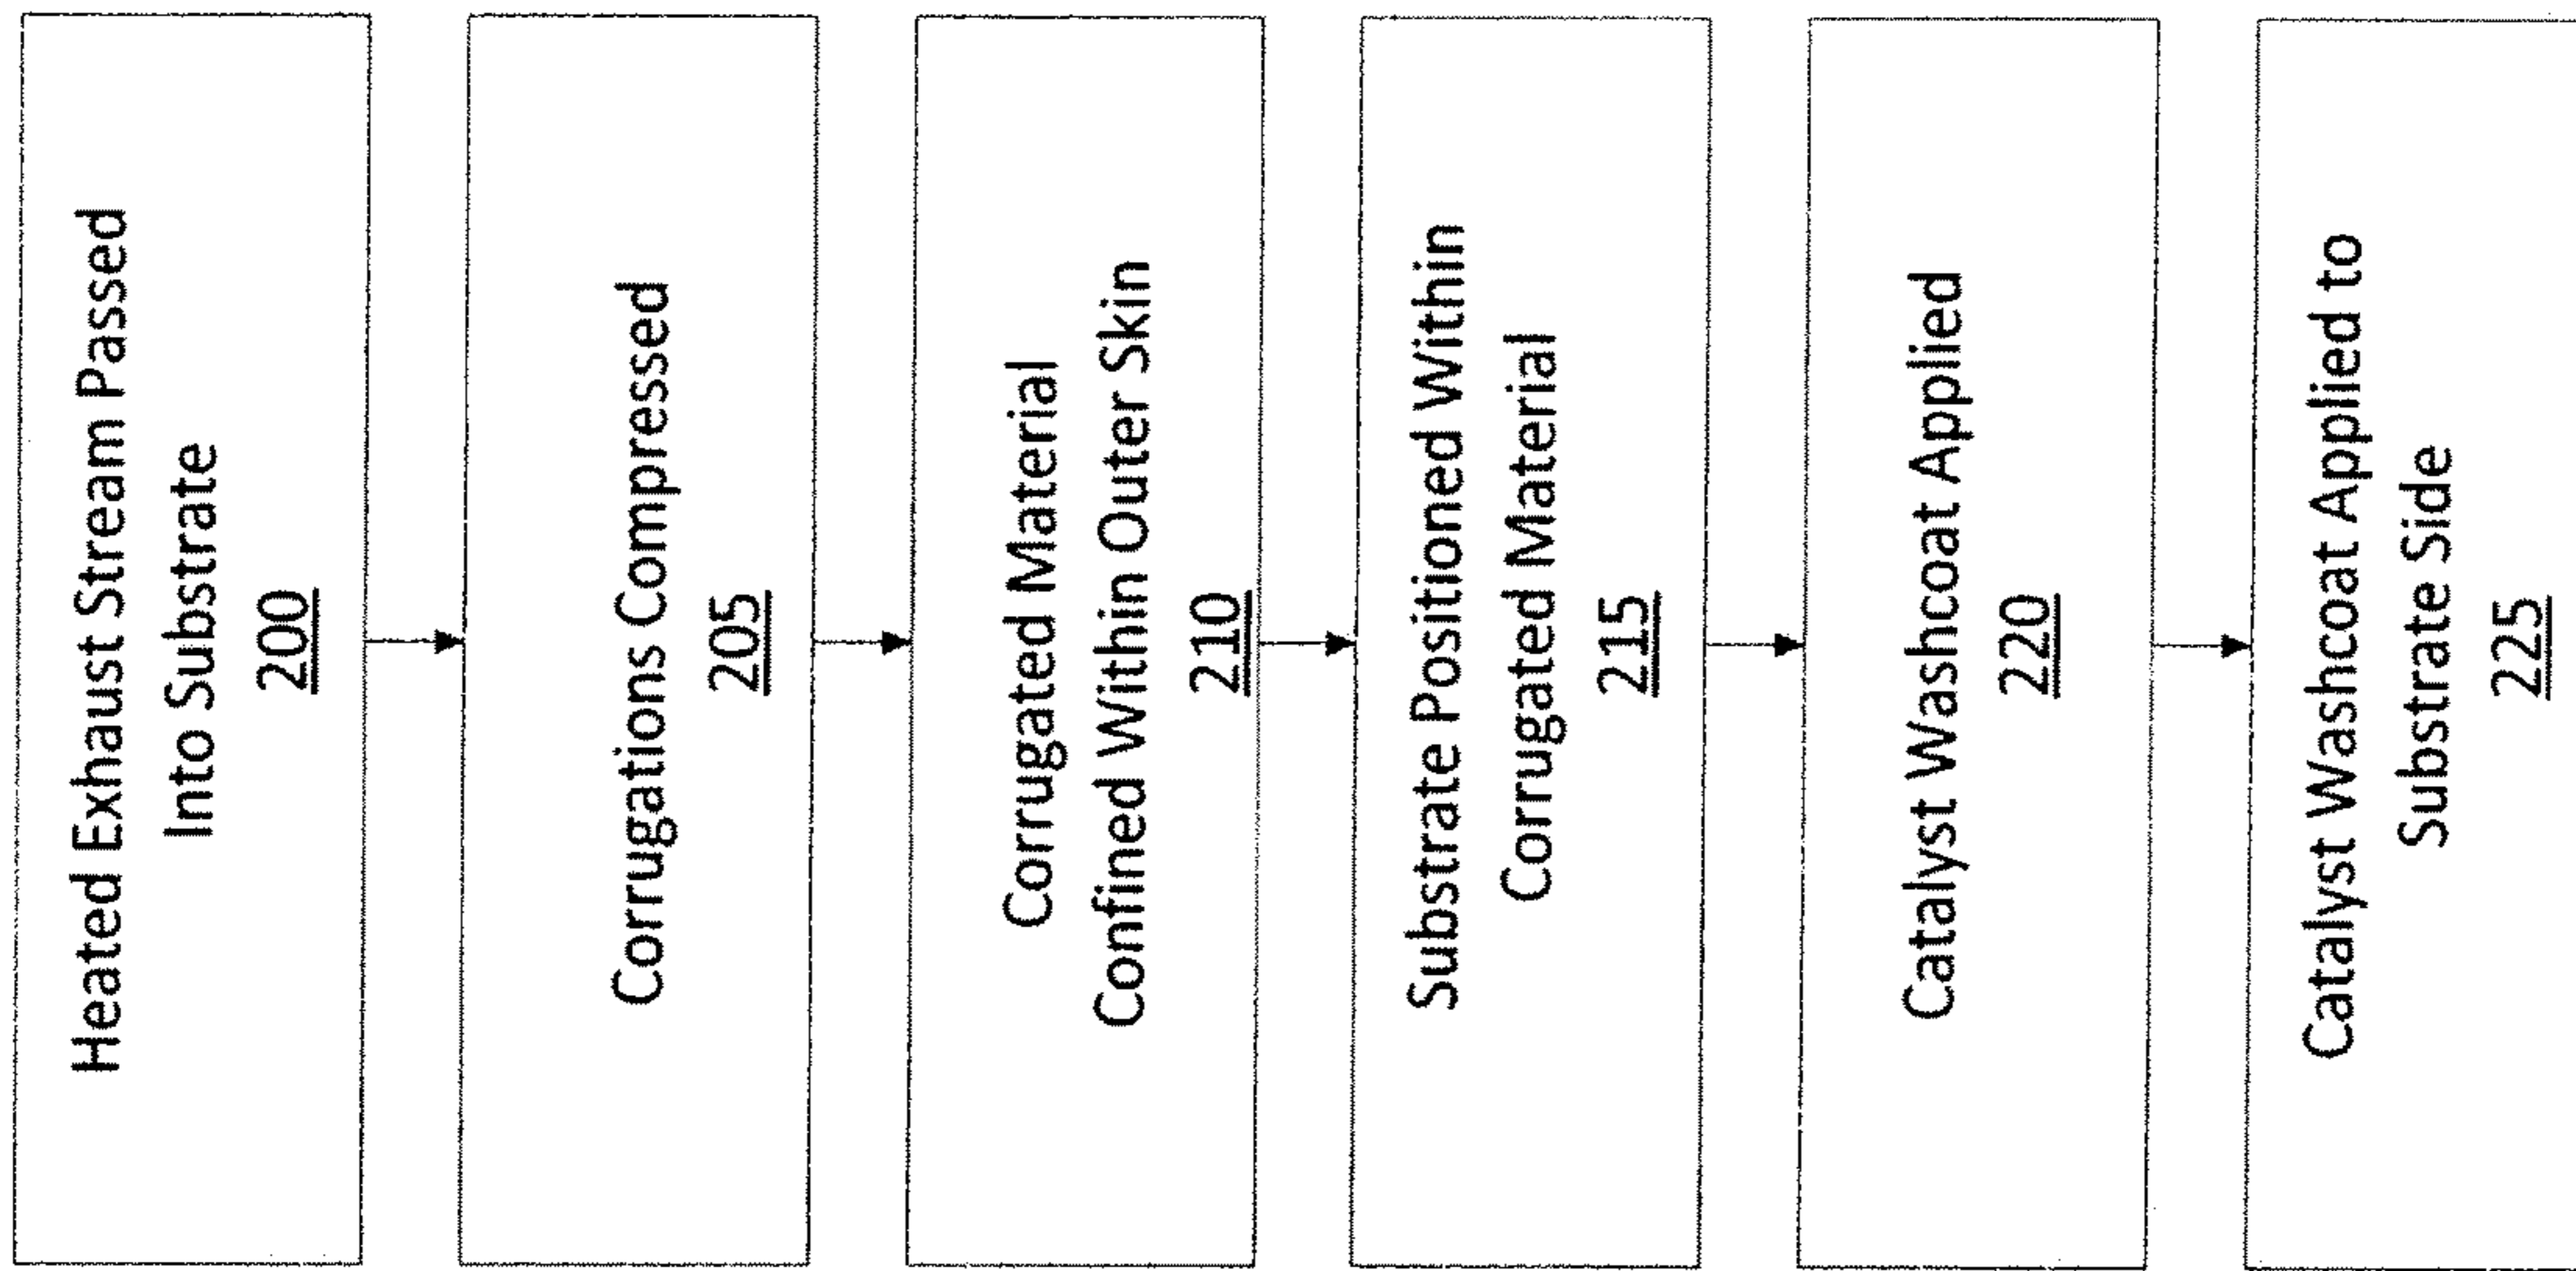 Heated Exhaust Stream Passed
Into Substrate
200
Corrugations Compressed
205
Corrugated Material
Confined Within Outer Skin
210
Substrate Positioned Within
Corrugated Material
215
Catalyst Washcoat Applied
220
Catalyst Washcoat Applied to
Substrate Side
225